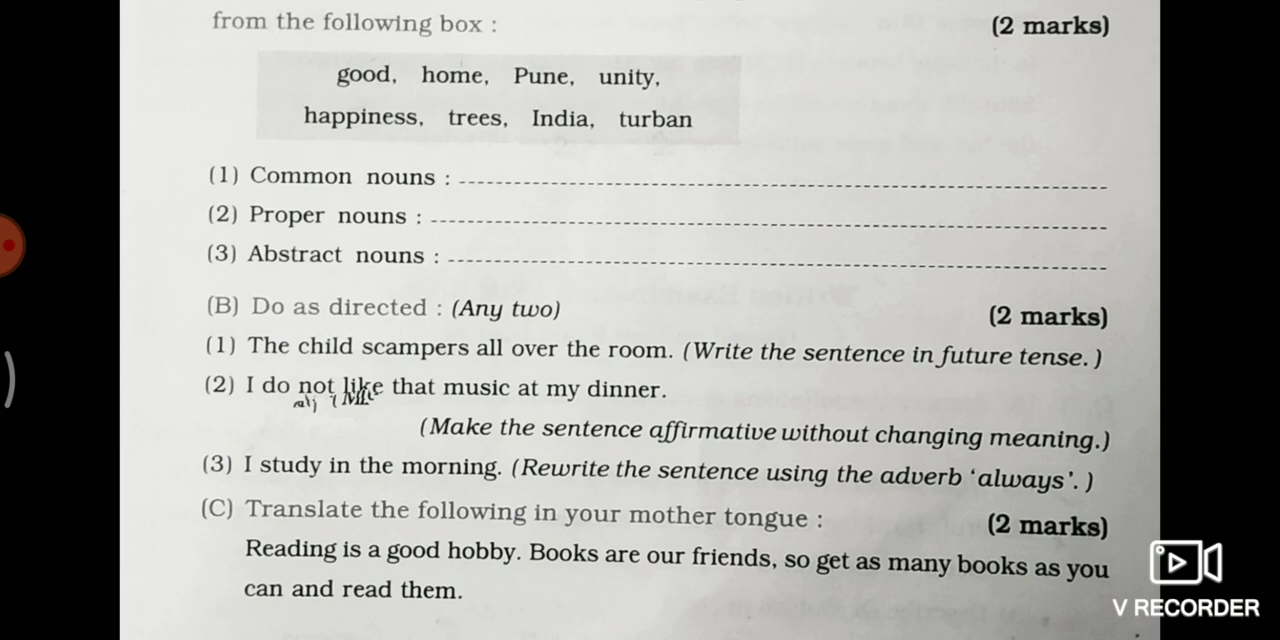 from the following box :
(2 marks)
good, home, Pune, unity,
happiness, trees, India, turban
(1) Common nouns :
(2) Proper nouns :
(3) Abstract nouns :
(B) Do as directed : (Any two)
(2 marks)
(1) The child scampers all over the room. (Write the sentence in future tense.)
(2) I do not like that music at my dinner.
(Make the sentence affirmative without changing meaning.)
(3) I study in the morning. (Rewrite the sentence using the adverb ‘always’.)
(C) Translate the following in your mother tongue :
(2 marks)
Reading is a good hobby. Books are our friends, so get as many books as you
can and read them.
V RECORDER